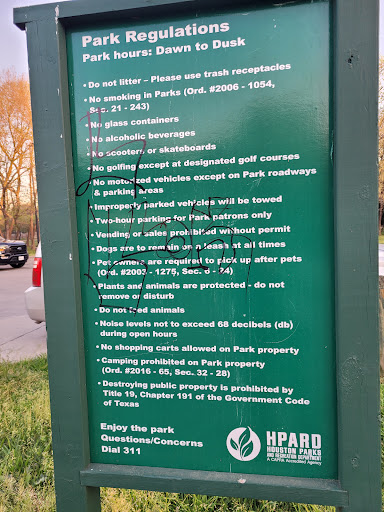 Park Regulations
Park hours: Dawn to Dusk
• Do not litter – Please use trash receptacies
• No smoking in Parks (Ord. #2006 - 1054,
Sec. 21 - 243)
• No glass containers
• No alcoholic beverages
• No scooters or skateboards
• No golfing except at designated golf courses
• No motorized vehicles except on Park roadways
& parking areas
• Improperly parked vehicles will be towed
• Two-hour parking for Park patrons only
• Vending or sales prohibited without permit
• Dogs are to remain on a leash at all times
• Pet owners are required to pick up after pets
(Ord. #2002 - 1275, Sec. 6 - 24)
• Plants and animals are protected - do not
remove or disturb
• Do not feed animals
• Noise levels not to exceed 68 decibels (db)
during open hours
• No shopping carts allowed on Park property
• Camping prohibited on Park property
(Ord. #2016 - 65, Sec. 32 - 28)
• Destroying public property is prohibited by
Title 19, Chapter 191 of the Government Code
of Texas
Enjoy the park
Questions/Concerns
Dial 311
HPARD
HOUSTON PARKS
AND RECREATION DEPARTMENT
A CAPRA Accredited Agency